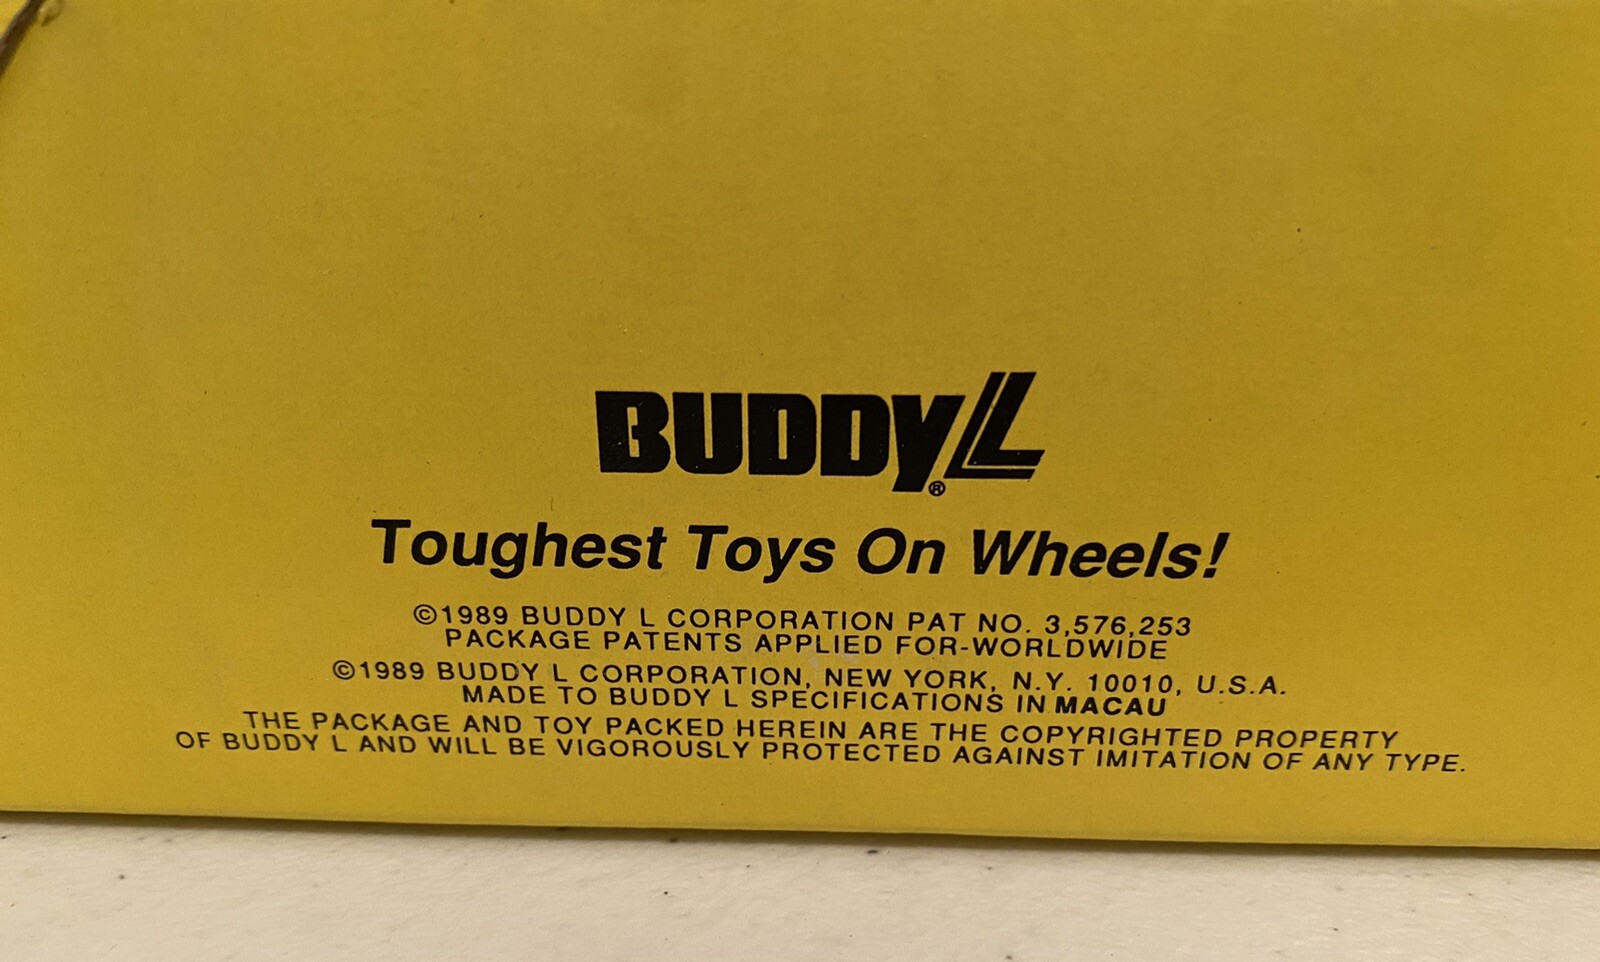 BUDDY L®
Toughest Toys On Wheels!
©1989 BUDDY L CORPORATION PAT NO. 3,576,253
PACKAGE PATENTS APPLIED FOR-WORLDWIDE
©1989 BUDDY L CORPORATION, NEW YORK, N.Y. 10010, U.S.A.
MADE TO BUDDY L SPECIFICATIONS IN MACAU
THE PACKAGE AND TOY PACKED HEREIN ARE THE COPYRIGHTED PROPERTY
OF BUDDY L AND WILL BE VIGOROUSLY PROTECTED AGAINST IMITATION OF ANY TYPE.